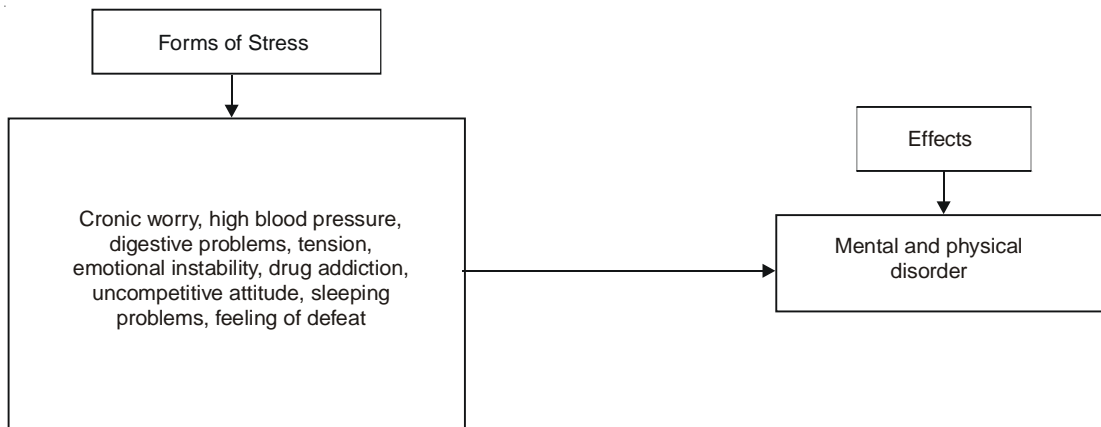 Forms of Stress
Cronic worry, high blood pressure,
digestive problems, tension,
emotional instability, drug addiction,
uncompetitive attitude, sleeping
problems, feeling of defeat
Effects
Mental and physical
disorder